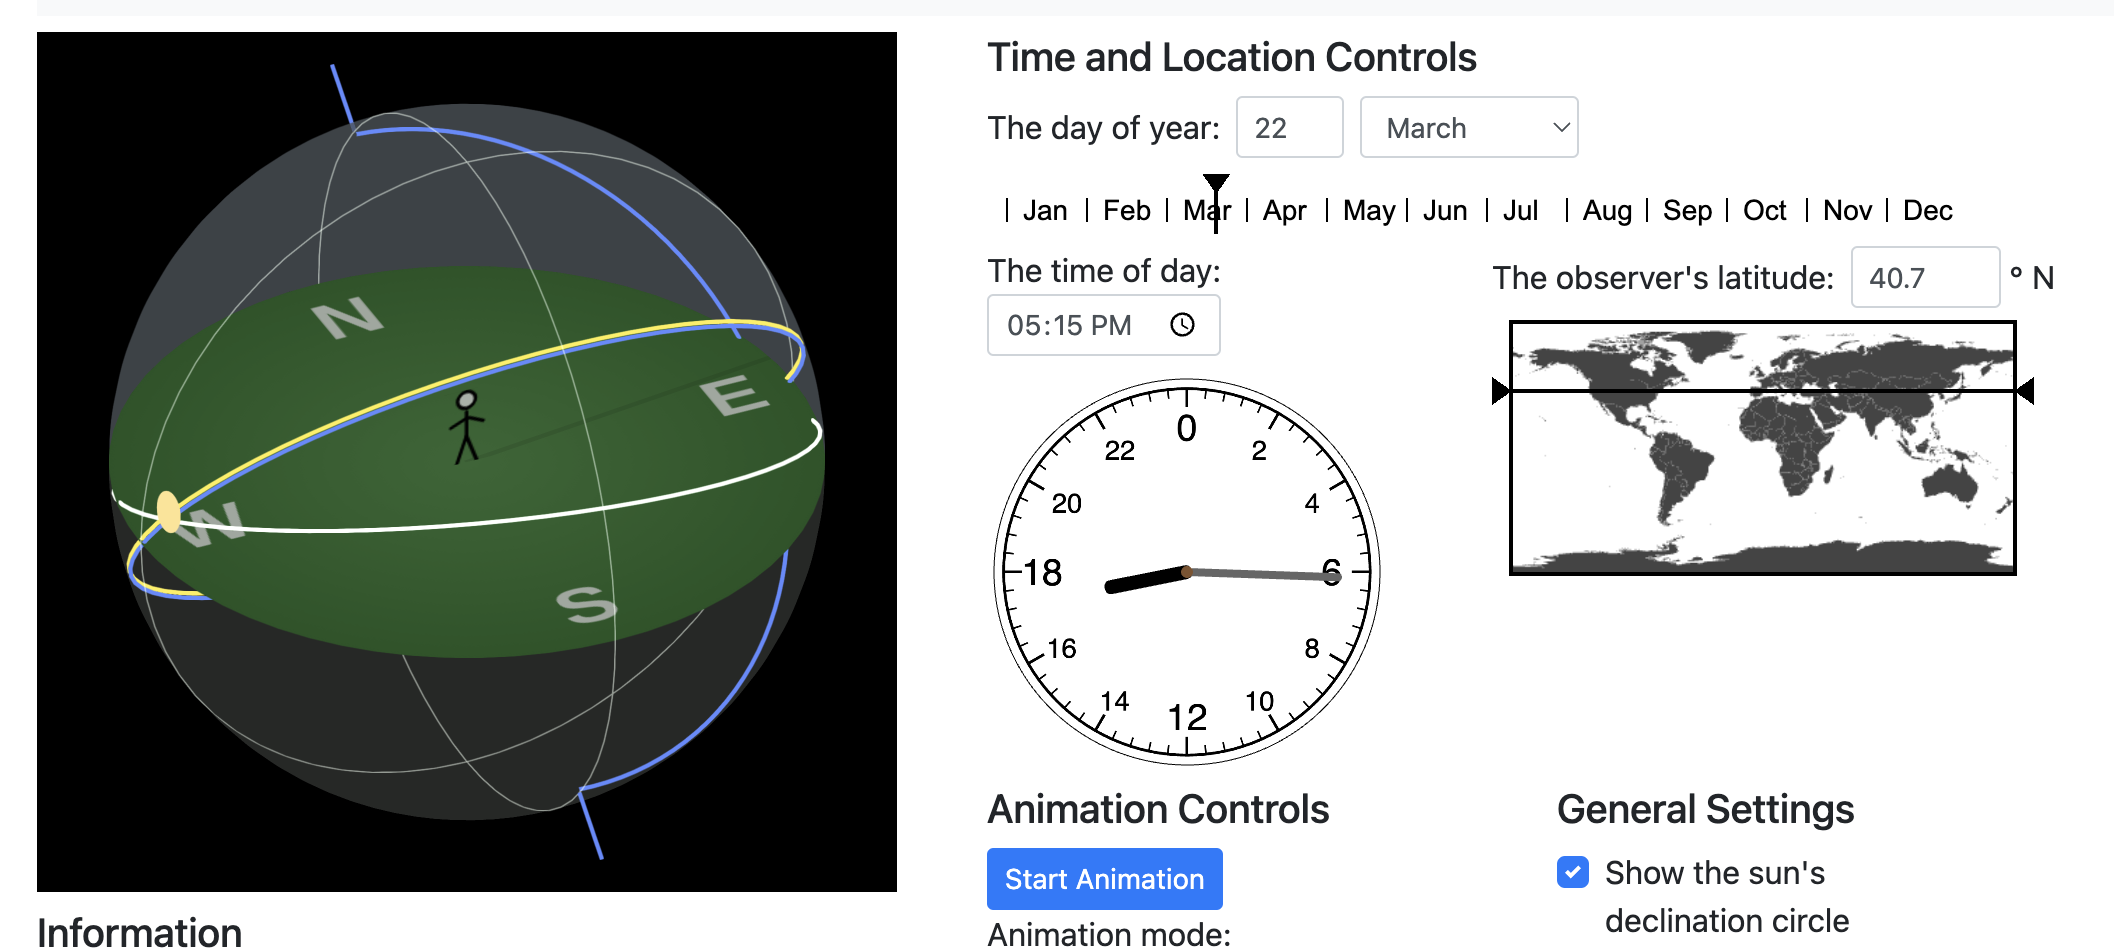 N
E
W
S
Time and Location Controls
The day of year: 22 March
Jan Feb Mar Apr May Jun Jul Aug Sep Oct Nov Dec
The time of day:
05:15 PM
The observer's latitude: 40.7 ° N
0
22 2
20 4
18 6
16 8
14 10
12
Animation Controls
Start Animation
Animation mode:
General Settings
Show the sun's
declination circle
Information